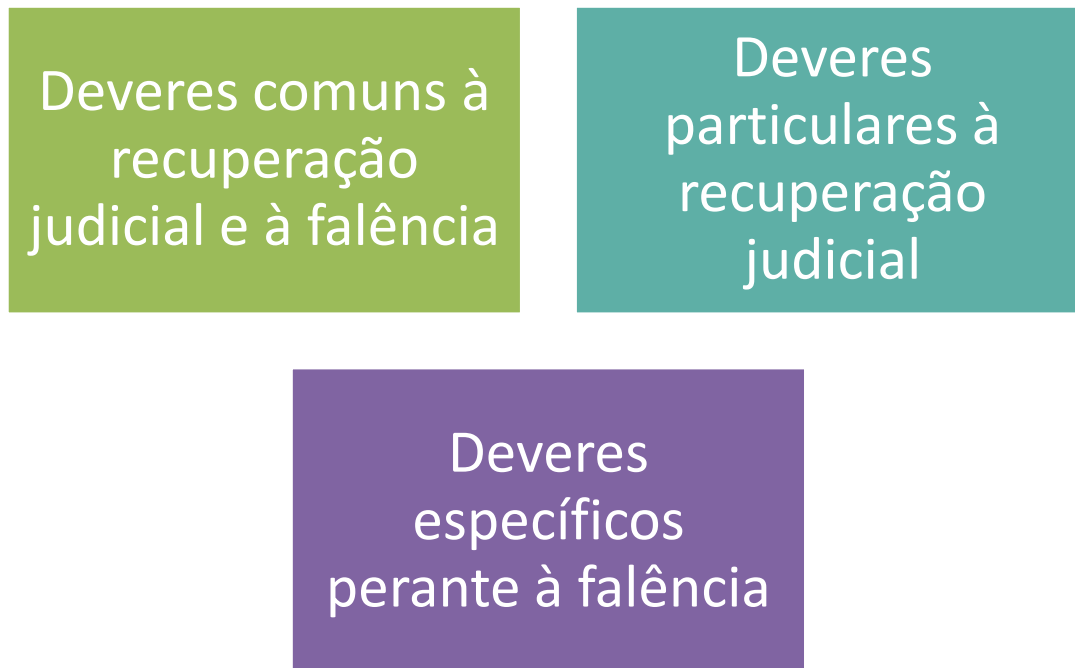 Deveres comuns à
recuperação
judicial e à falência
Deveres
particulares à
recuperação
judicial
Deveres
específicos
perante à falência